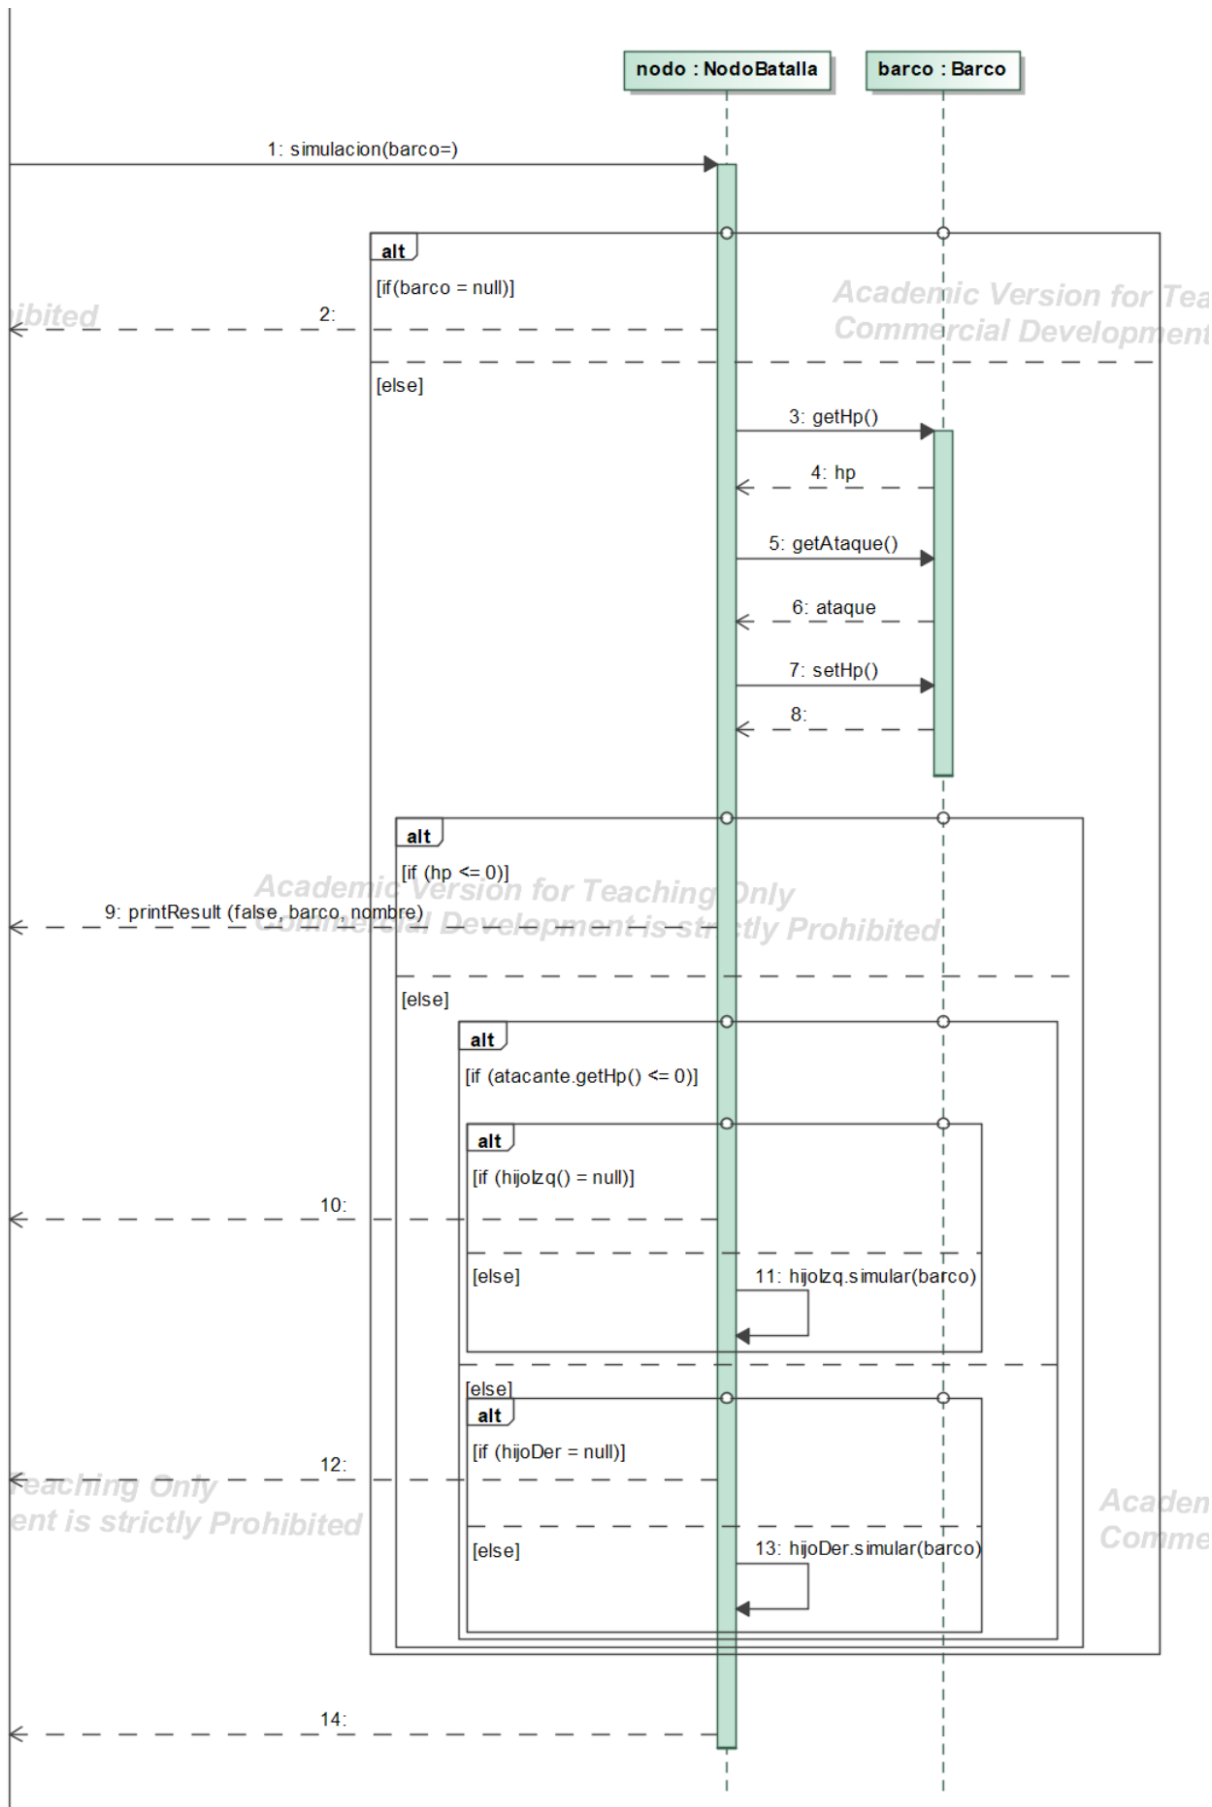 nodo : NodoBatalla
barco : Barco
1: simulacion(barco=)
alt
[if(barco = null)]
Academic Version for Tea
Commercial Development
ibited
2:
[else]
3: getHp()
4: hp
5: getAtaque()
6: ataque
7: setHp()
8:
alt
[if (hp <= 0)]
Academic Version for Teaching Only
Commercial Development is strictly Prohibited
9: printResult (false, barco, nombre)
[else]
alt
[if (atacante.getHp() <= 0)]
alt
[if (hijoIzq() = null)]
10:
[else]
11: hijoIzq.simular(barco)
[else]
alt
[if (hijoDer = null)]
12:
eaching Only
ent is strictly Prohibited
Academ
Comme
[else]
13: hijoDer.simular(barco)
14: